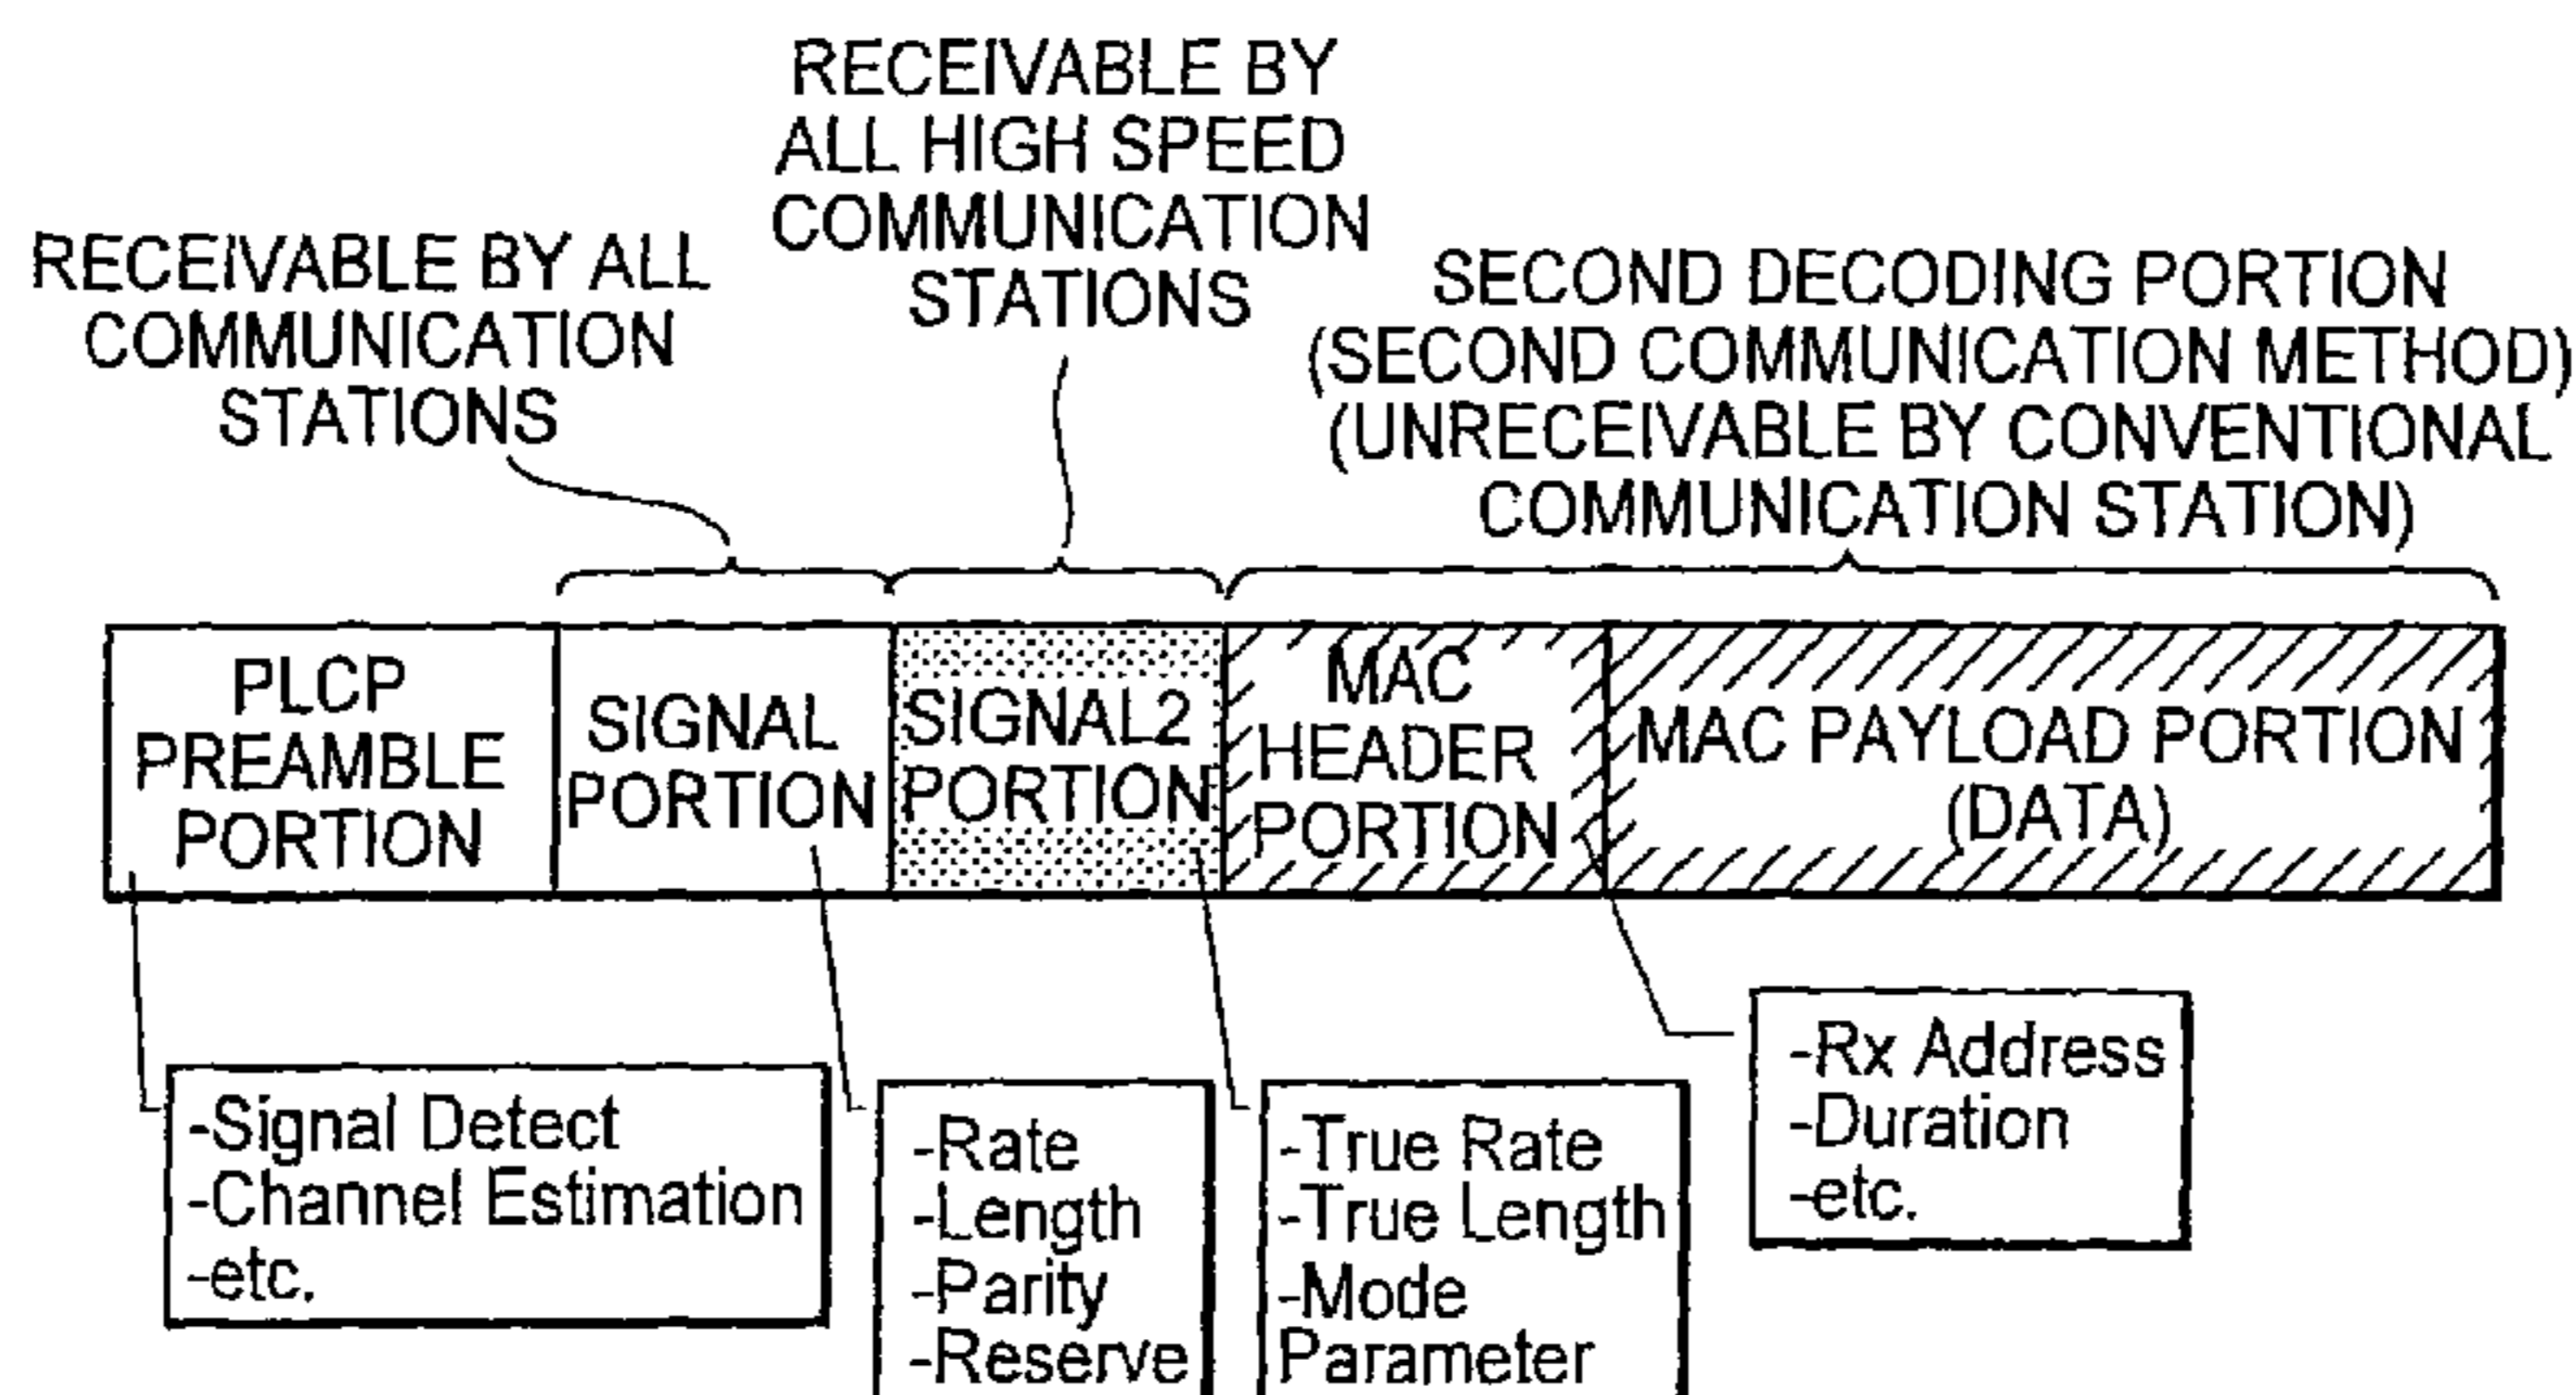 RECEIVABLE BY ALL
COMMUNICATION
STATIONS
RECEIVABLE BY
ALL HIGH SPEED
COMMUNICATION
STATIONS
SECOND DECODING PORTION
(SECOND COMMUNICATION METHOD)
(UNRECEIVABLE BY CONVENTIONAL
COMMUNICATION STATION)
PLCP
PREAMBLE
PORTION
SIGNAL
PORTION
SIGNAL2
PORTION
MAC
HEADER
PORTION
MAC PAYLOAD PORTION
(DATA)
-Signal Detect
-Channel Estimation
-etc.
-Rate
-Length
-Parity
-Reserve
-True Rate
-True Length
-Mode
Parameter
-Rx Address
-Duration
-etc.